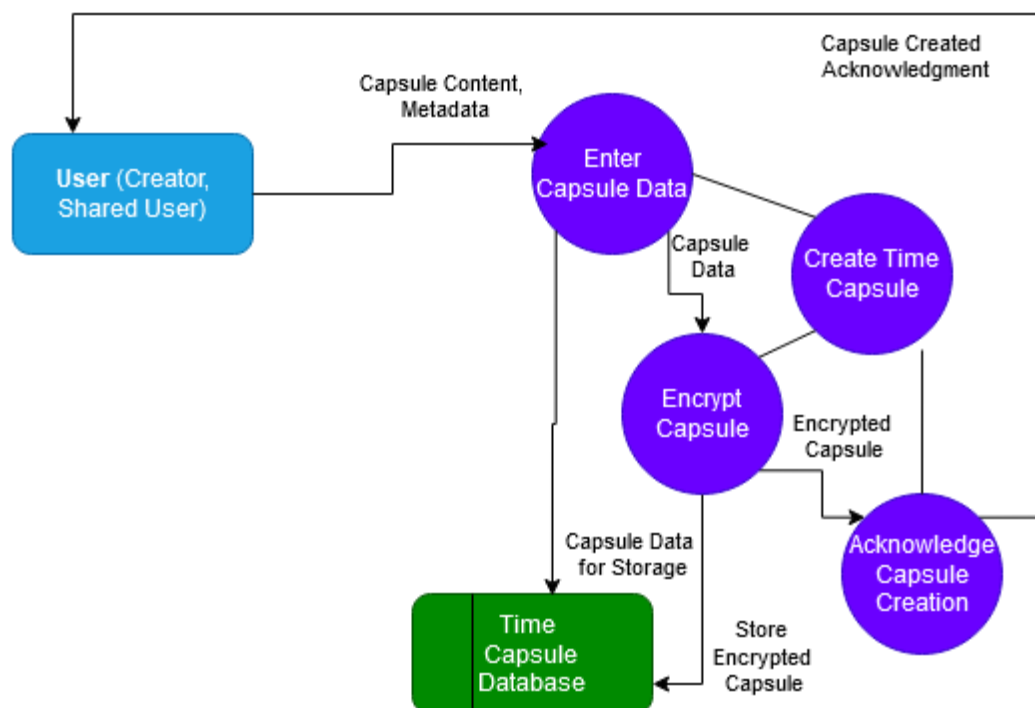 Capsule Created
Acknowledgment
Capsule Content,
Metadata
User (Creator,
Shared User)
Enter
Capsule Data
Capsule
Data
Create Time
Capsule
Encrypt
Capsule
Encrypted
Capsule
Acknowledge
Capsule
Creation
Capsule Data
for Storage
Time
Capsule
Database
Store
Encrypted
Capsule